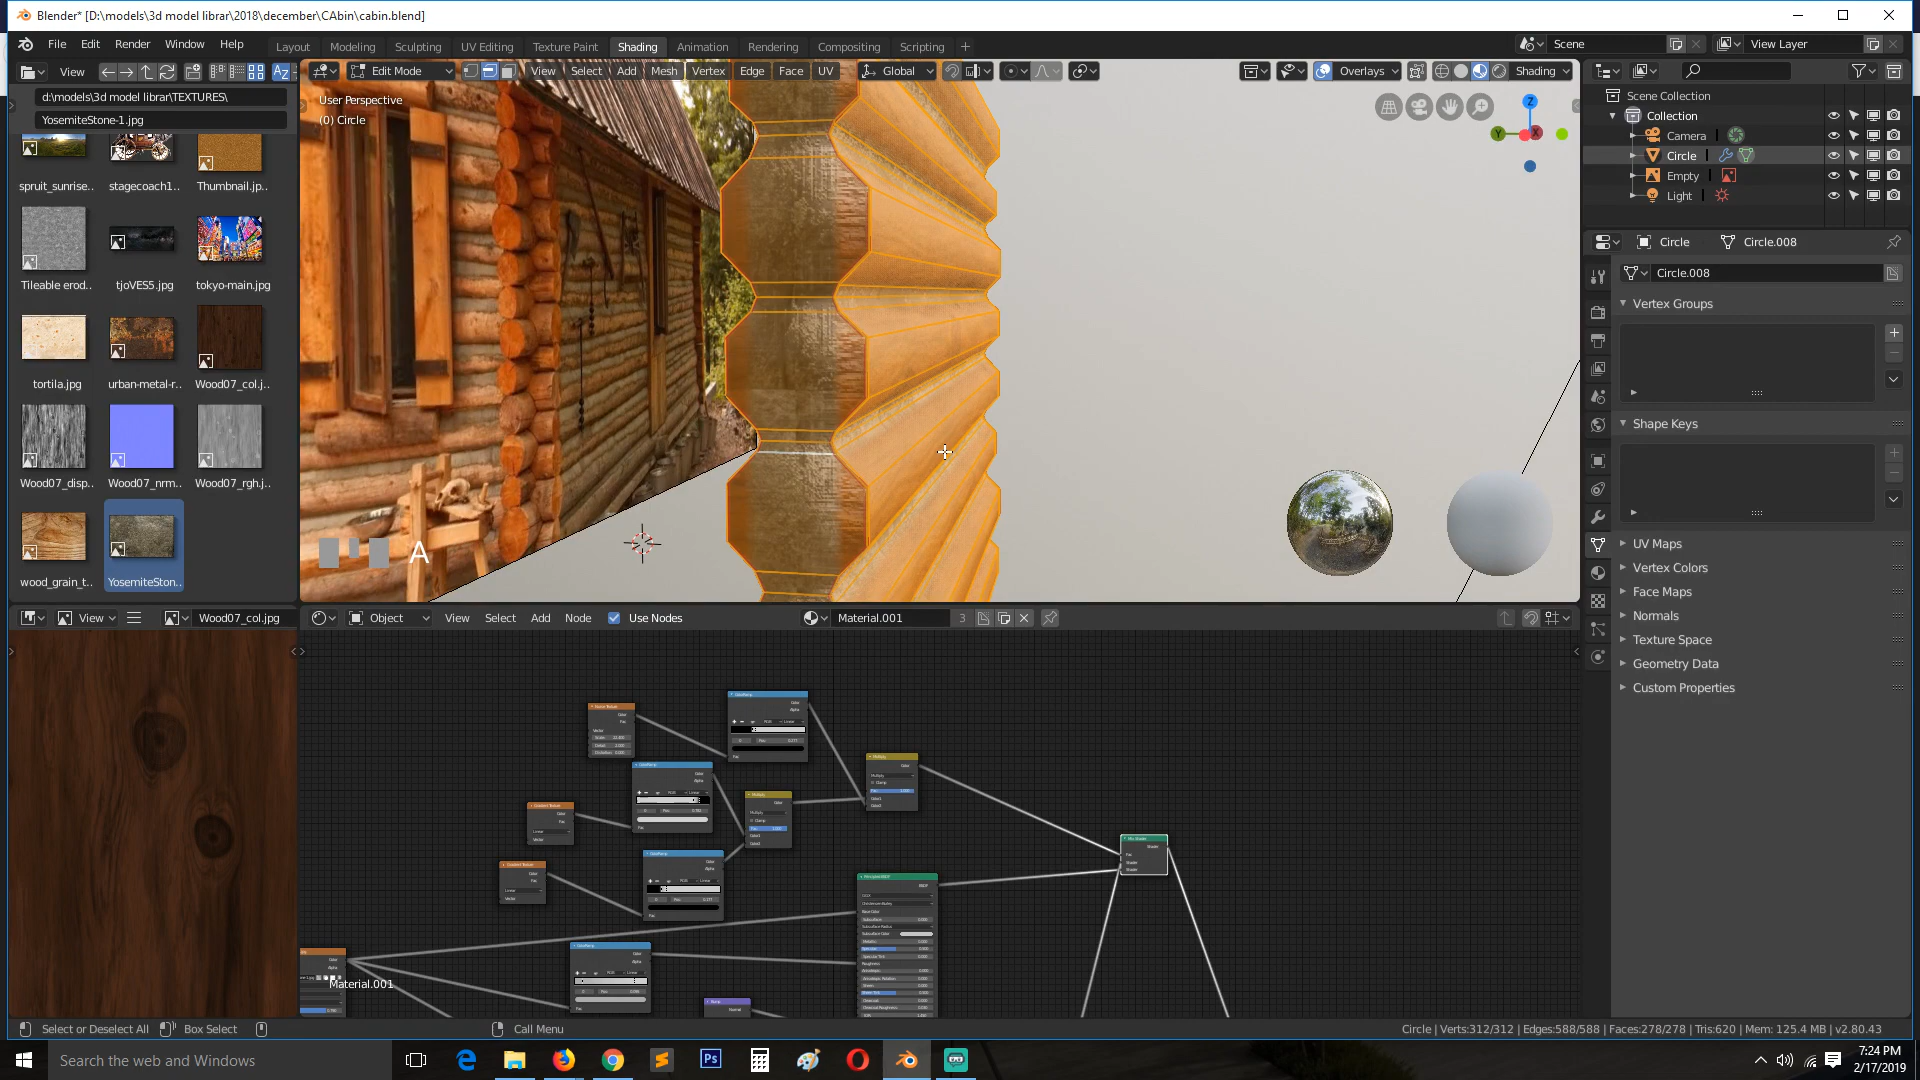 Blender* [D:\models\3d model librar\2018\december\CAbin\cabin.blend]
File Edit Render Window Help
Layout Modeling Sculpting UV Editing Texture Paint Shading Animation Rendering Compositing Scripting +
Scene
View Layer
View
Edit Mode
View Select Add Mesh Vertex Edge Face UV
Global
Overlays
Shading
d:\models\3d model librar\TEXTURES\
YosemiteStone-1.jpg
User Perspective
(0) Circle
Z
Y
X
Scene Collection
Collection
Camera
Circle
Empty
Light
spruit_sunrise..
stagecoach1..
Thumbnail.jp..
Tileable erod..
tjoVES5.jpg
tokyo-main.jpg
tortila.jpg
urban-metal-r..
Wood07_col.j..
Wood07_disp..
Wood07_nrm..
Wood07_rgh.j..
wood_grain_t..
YosemiteSton..
A
Circle
Circle.008
Circle.008
Vertex Groups
Shape Keys
UV Maps
Vertex Colors
Face Maps
Normals
Texture Space
Geometry Data
Custom Properties
View
Wood07_col.jpg
Object
View Select Add Node
Use Nodes
Material.001
3
Material.001
Select or Deselect All
Box Select
Call Menu
Circle | Verts:312/312 | Edges:588/588 | Faces:278/278 | Tris:620 | Mem: 125.4 MB | v2.80.43
Search the web and Windows
Ps
7:24 PM
2/17/2019